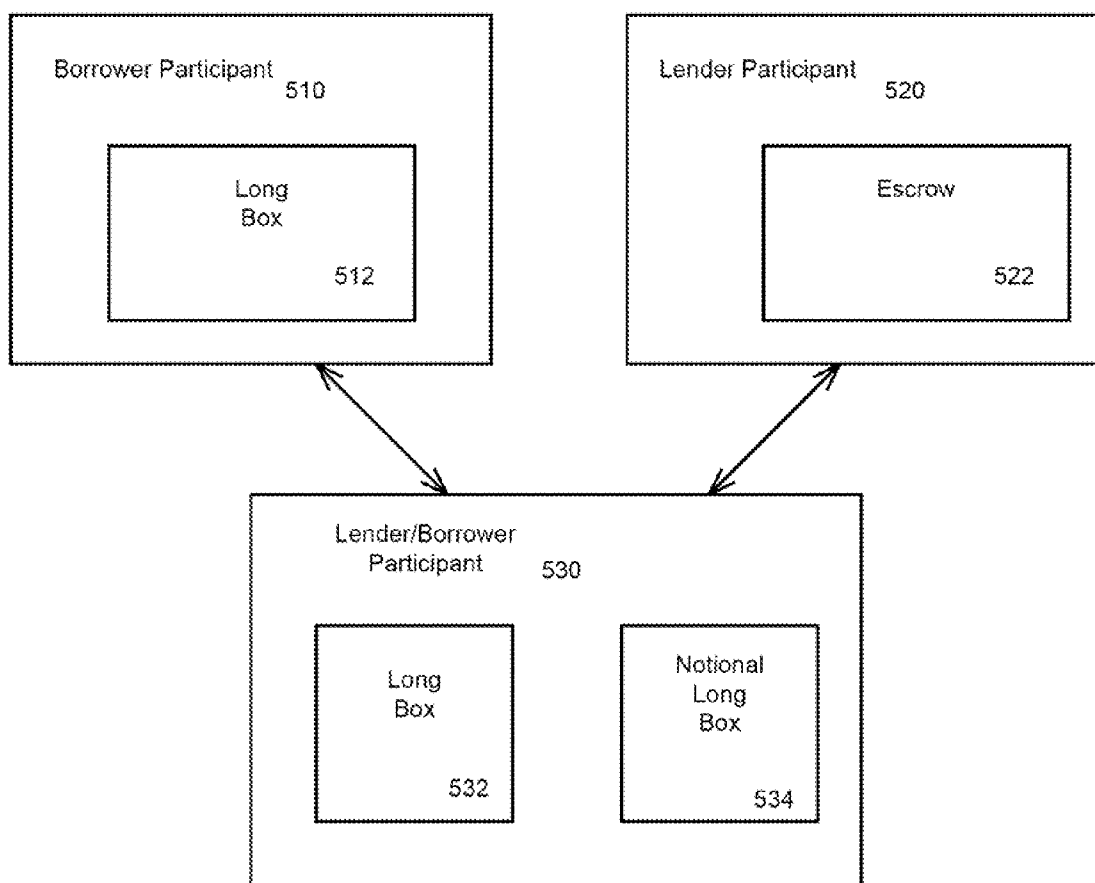 Borrower Participant
510
Long
Box
512
Lender Participant
520
Escrow
522
Lender/Borrower
Participant
530
Long
Box
532
Notional
Long
Box
534